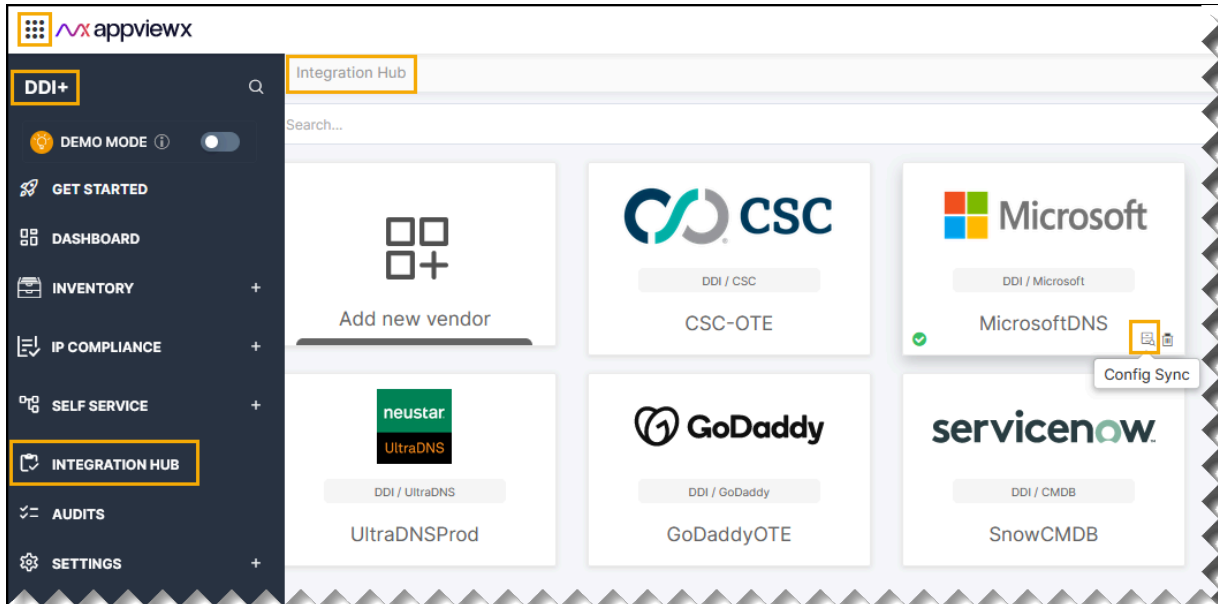 appviewx
DDI+
Integration Hub
Search...
DEMO MODE
GET STARTED
DASHBOARD
INVENTORY +
IP COMPLIANCE +
SELF SERVICE +
INTEGRATION HUB
AUDITS
SETTINGS +
Add new vendor
CSC
DDI / CSC
CSC-OTE
Microsoft
DDI / Microsoft
MicrosoftDNS
Config Sync
neustar
UltraDNS
DDI / UltraDNS
UltraDNSProd
GoDaddy
DDI / GoDaddy
GoDaddyOTE
servicenow.
DDI / CMDB
SnowCMDB